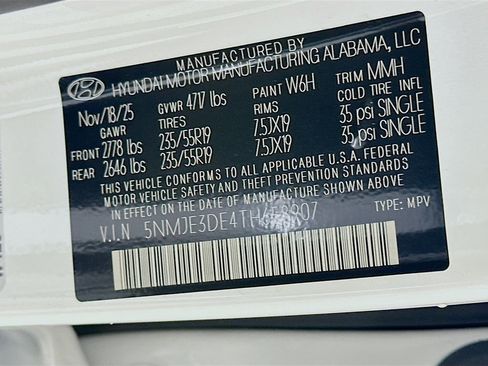 MANUFACTURED BY
HYUNDAI MOTOR MANUFACTURING ALABAMA, LLC
Nov/18/25 GVWR 4717 lbs PAINT W6H TRIM MMH
GAWR TIRES RIMS COLD TIRE INFL
FRONT 2778 lbs 235/55R19 7.5JX19 35 psi SINGLE
REAR 2646 lbs 235/55R19 7.5JX19 35 psi SINGLE
THIS VEHICLE CONFORMS TO ALL APPLICABLE U.S.A. FEDERAL
MOTOR VEHICLE SAFETY AND THEFT PREVENTION STANDARDS
IN EFFECT ON THE DATE OF MANUFACTURE SHOWN ABOVE.
V.I.N TYPE: MPV